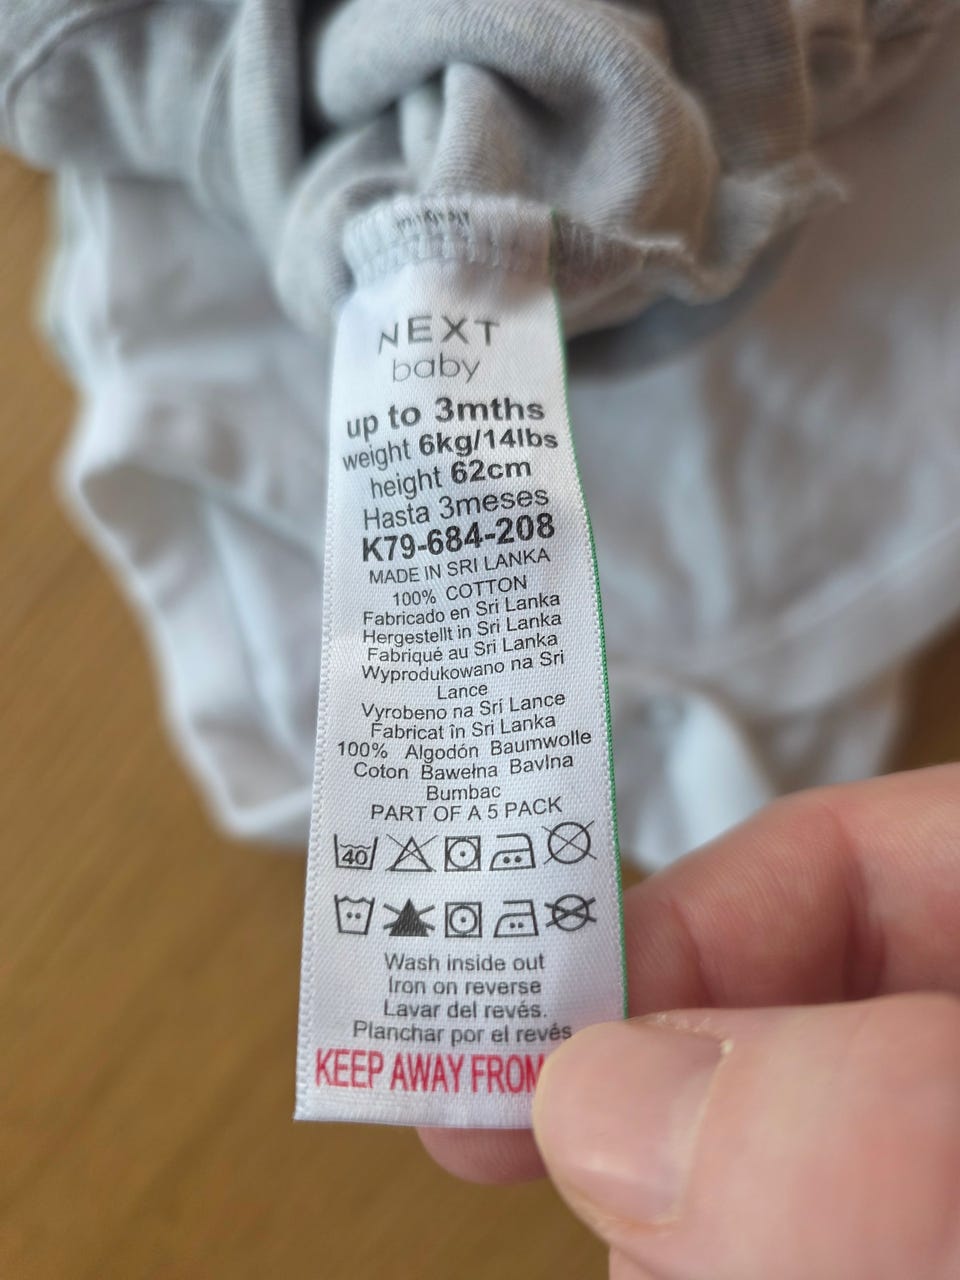 NEXT
baby
up to 3mths
weight 6kg/14lbs
height 62cm
Hasta 3meses
K79-684-208
MADE IN SRI LANKA
100% COTTON
Fabricado en Sri Lanka
Hergestellt in Sri Lanka
Fabriqué au Sri Lanka
Wyprodukowano na Sri
Lance
Vyrobeno na Srí Lance
Fabricat în Sri Lanka
100% Algodón Baumwolle
Coton Bawełna Bavlna
Bumbac
PART OF A 5 PACK
40
Wash inside out
Iron on reverse
Lavar del revés.
Planchar por el revés
KEEP AWAY FROM